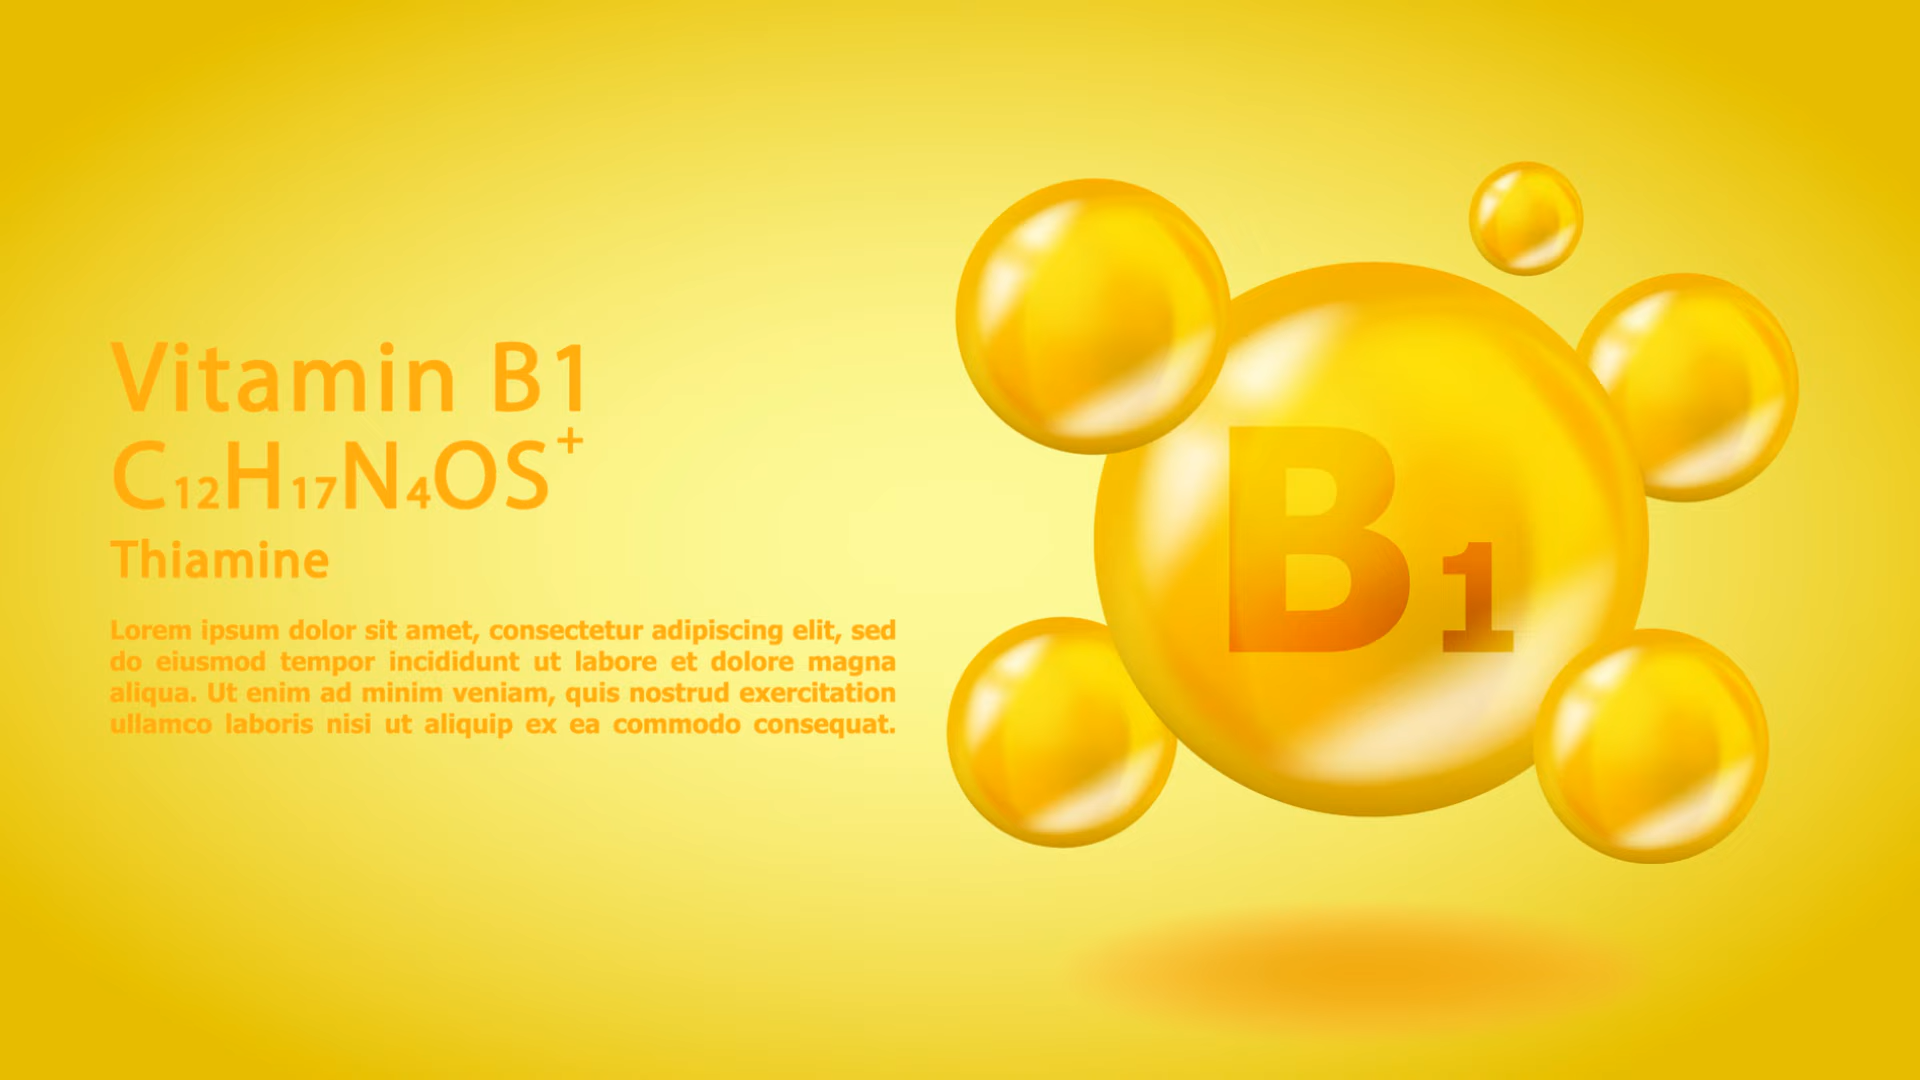 Vitamin B1
C₁₂H₁₇N₄OS⁺
Thiamine
Lorem ipsum dolor sit amet, consectetur adipiscing elit, sed
do eiusmod tempor incididunt ut labore et dolore magna
aliqua. Ut enim ad minim veniam, quis nostrud exercitation
ullamco laboris nisi ut aliquip ex ea commodo consequat.
B1